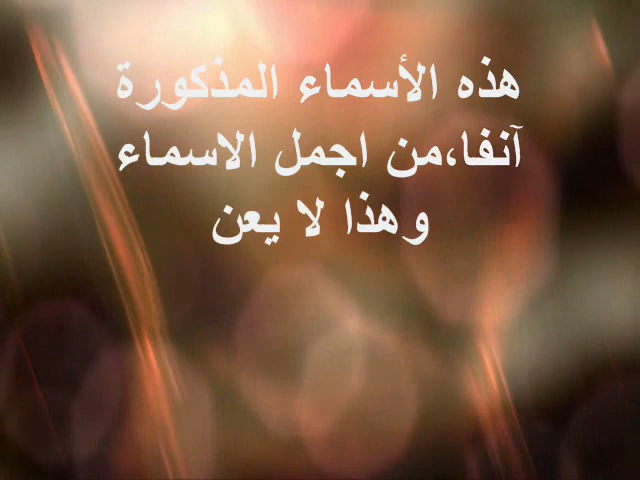 هذه الأسماء المذكورة
آنفا،من اجمل الاسماء
وهذا لا يعن